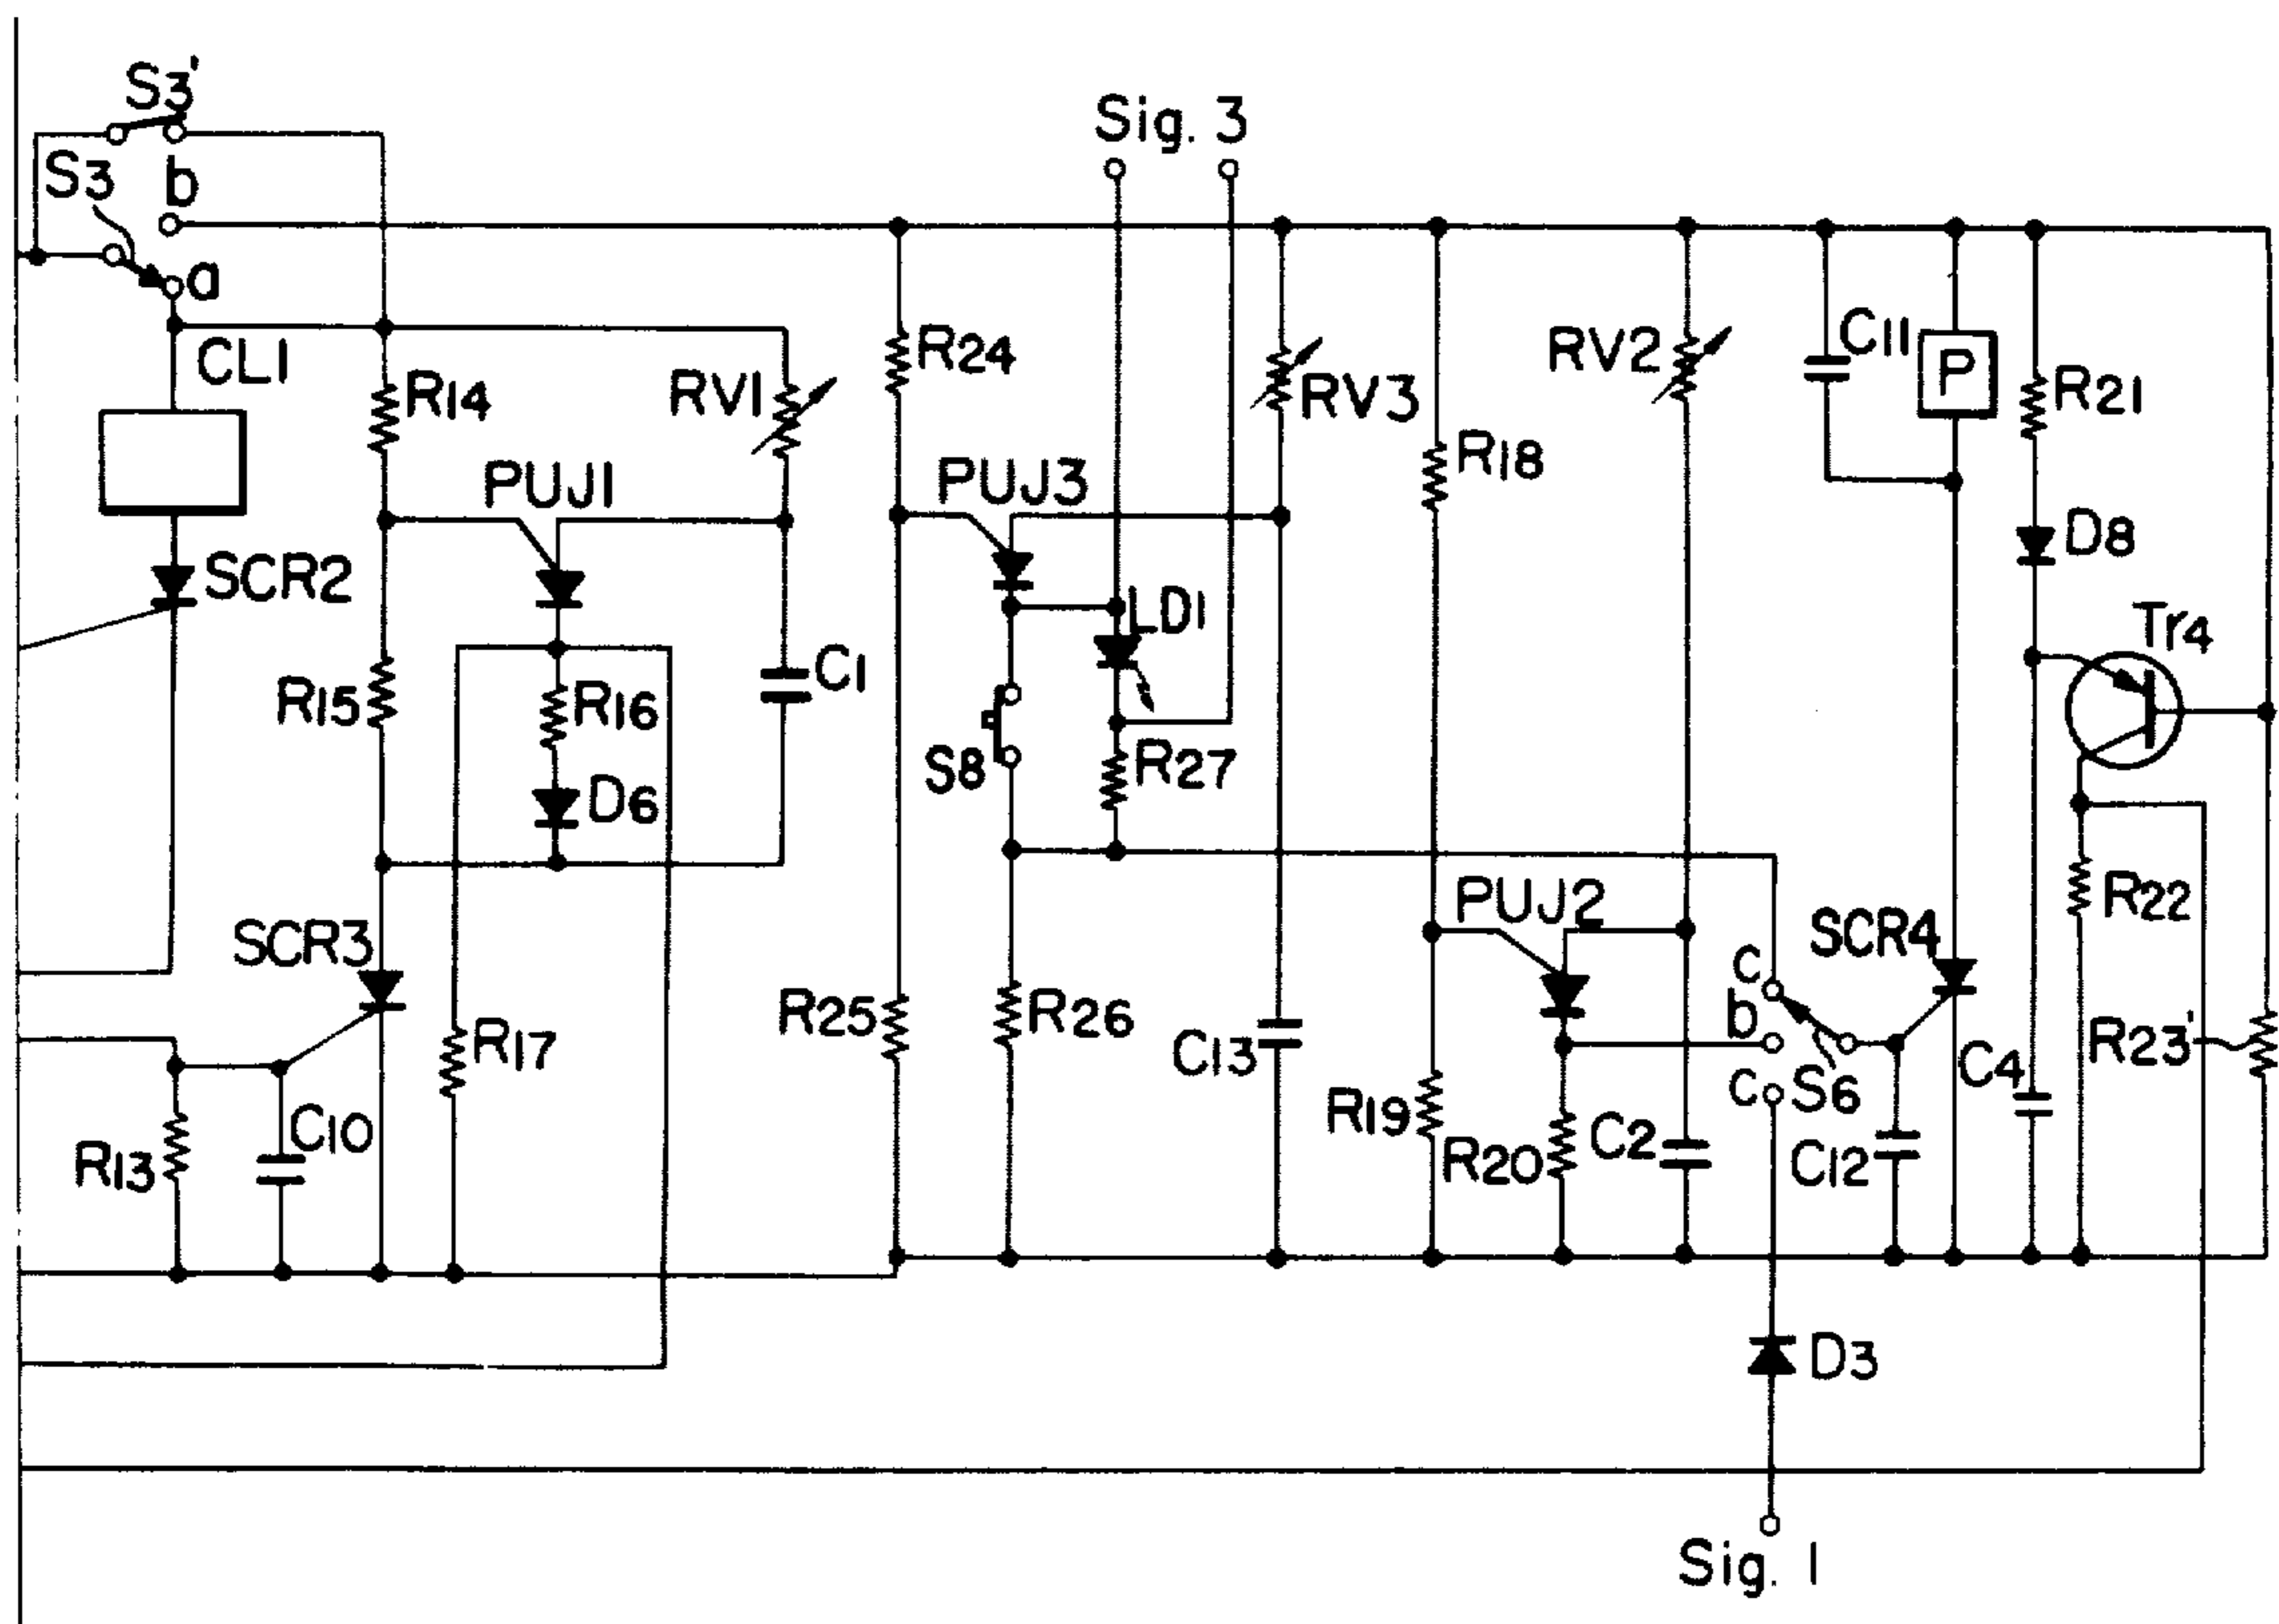 S3'
Sig. 3
S3
b
a
CL1
R14
RV1
R24
RV3
RV2
C11
P
R21
PUJ1
PUJ3
R18
D8
SCR2
LD1
Tr4
R15
R16
C1
S8
R27
D6
R22
SCR3
PUJ2
SCR4
c
b
c
S6
R17
R25
R26
C13
R19
R20
C2
C12
C4
R23'
R13
C10
D3
Sig. 1